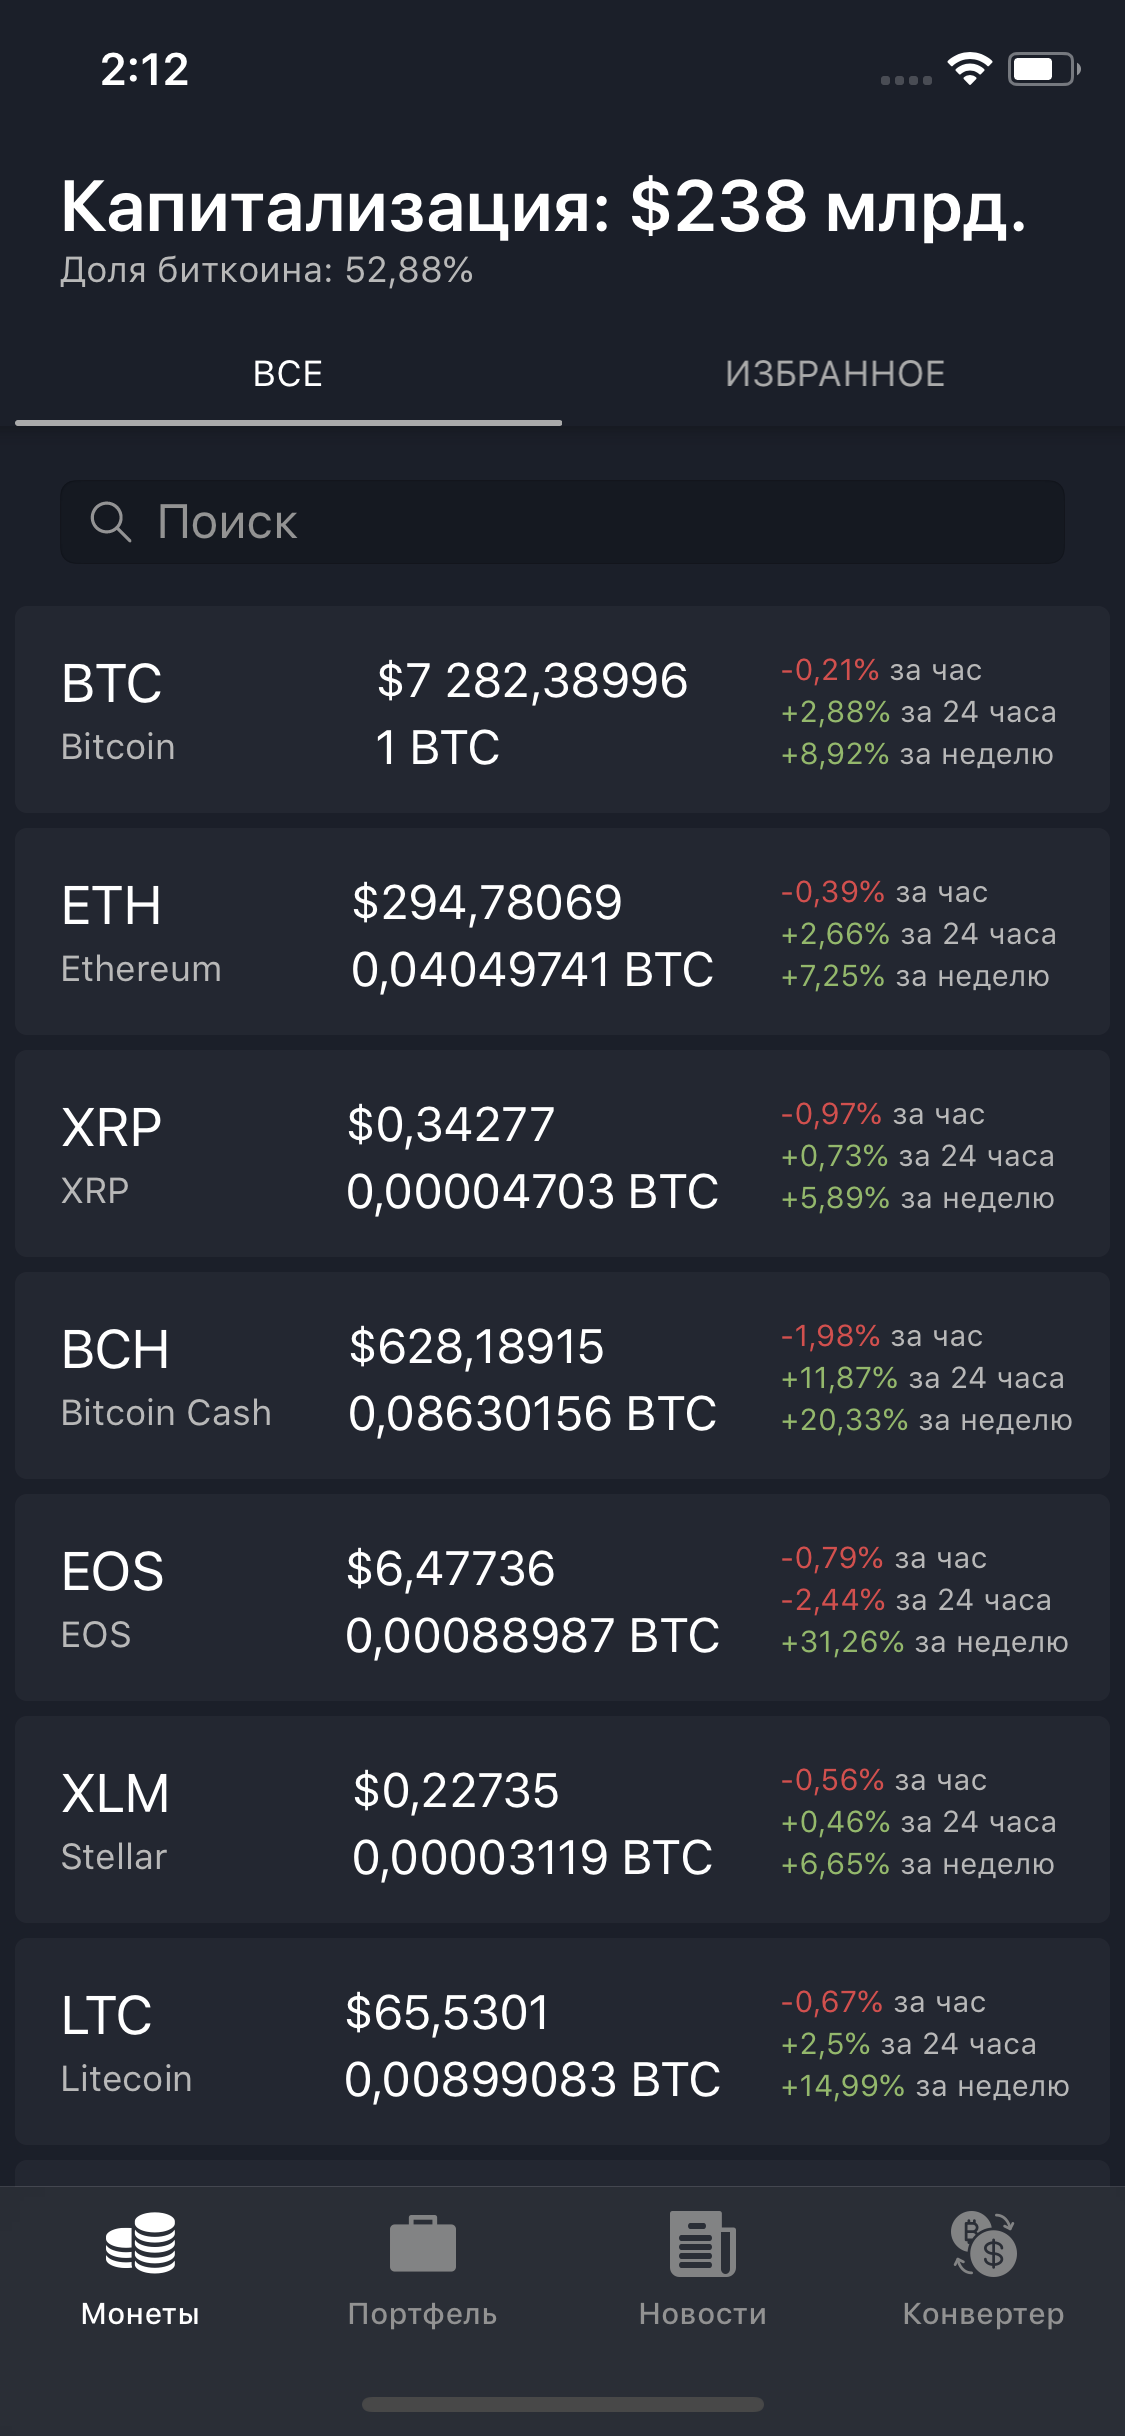 2:12
Капитализация: $238 млрд.
Доля биткоина: 52,88%
ВСЕ
ИЗБРАННОЕ
Поиск
BTC
Bitcoin
$7 282,38996
1 BTC
-0,21% за час
+2,88% за 24 часа
+8,92% за неделю
ETH
Ethereum
$294,78069
0,04049741 BTC
-0,39% за час
+2,66% за 24 часа
+7,25% за неделю
XRP
XRP
$0,34277
0,00004703 BTC
-0,97% за час
+0,73% за 24 часа
+5,89% за неделю
BCH
Bitcoin Cash
$628,18915
0,08630156 BTC
-1,98% за час
+11,87% за 24 часа
+20,33% за неделю
EOS
EOS
$6,47736
0,00088987 BTC
-0,79% за час
-2,44% за 24 часа
+31,26% за неделю
XLM
Stellar
$0,22735
0,00003119 BTC
-0,56% за час
+0,46% за 24 часа
+6,65% за неделю
LTC
Litecoin
$65,5301
0,00899083 BTC
-0,67% за час
+2,5% за 24 часа
+14,99% за неделю
Монеты
Портфель
Новости
Конвертер